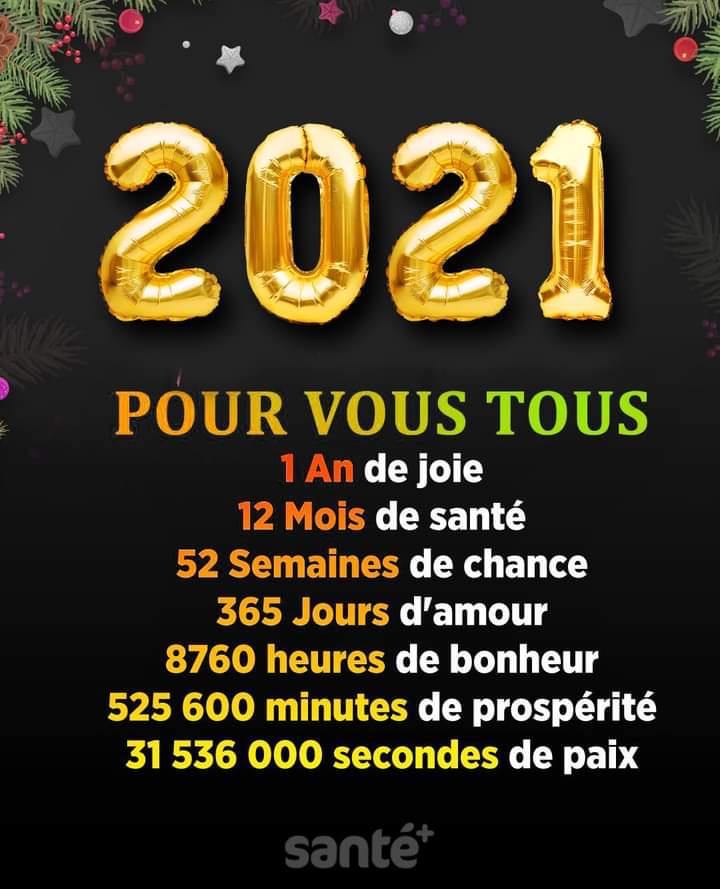 2021
POUR VOUS TOUS
1 An de joie
12 Mois de santé
52 Semaines de chance
365 Jours d'amour
8760 heures de bonheur
525 600 minutes de prospérité
31 536 000 secondes de paix
santé+